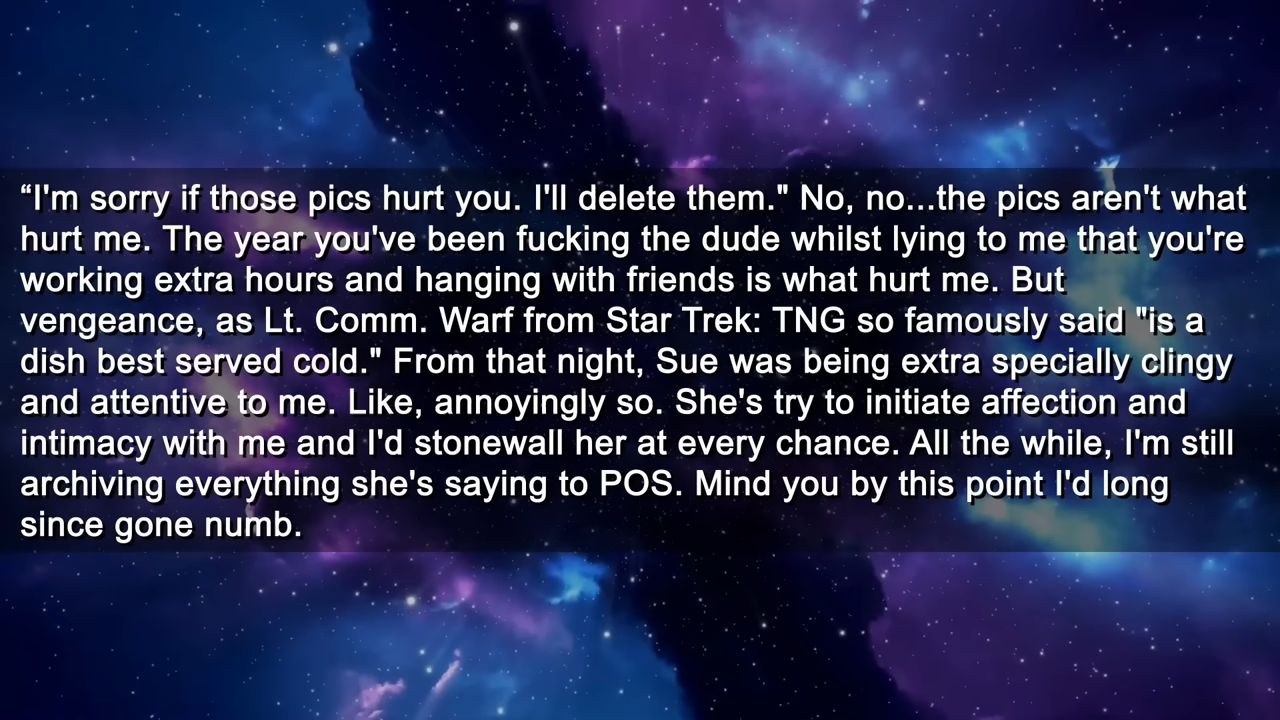 “I'm sorry if those pics hurt you. I'll delete them." No, no...the pics aren't what
hurt me. The year you've been fucking the dude whilst lying to me that you're
working extra hours and hanging with friends is what hurt me. But
vengeance, as Lt. Comm. Warf from Star Trek: TNG so famously said "is a
dish best served cold." From that night, Sue was being extra specially clingy
and attentive to me. Like, annoyingly so. She's try to initiate affection and
intimacy with me and I'd stonewall her at every chance. All the while, I'm still
archiving everything she's saying to POS. Mind you by this point I'd long
since gone numb.